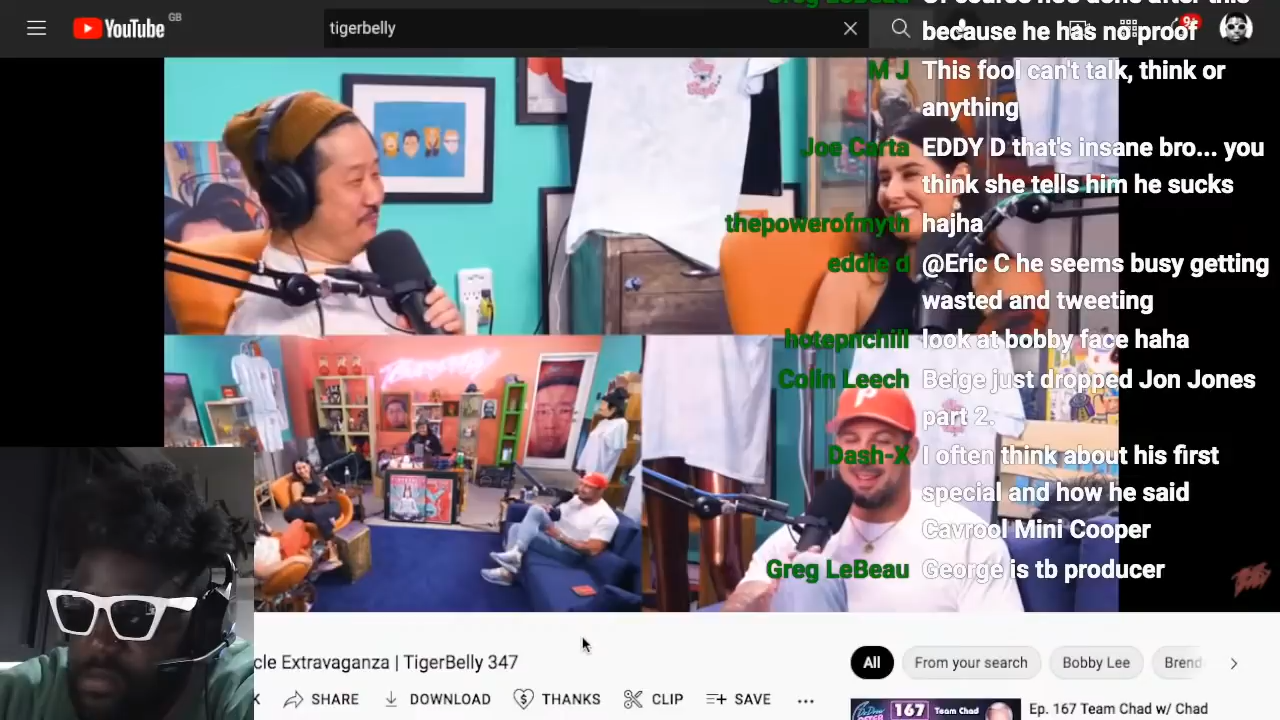 YouTube GB
tigerbelly
9+
because he has no proof
M J This fool can't talk, think or
anything
Joe Carta EDDY D that's insane bro... you
think she tells him he sucks
thepowerofmyth hajha
eddie d @Eric C he seems busy getting
wasted and tweeting
hotepnchill look at bobby face haha
Colin Leech Beige just dropped Jon Jones
part 2.
Dash-X I often think about his first
special and how he said
Cavrool Mini Cooper
Greg LeBeau George is tb producer
cle Extravaganza | TigerBelly 347
SHARE DOWNLOAD THANKS CLIP SAVE ...
All From your search Bobby Lee Brend
167 Team Chad
Ep. 167 Team Chad w/ Chad